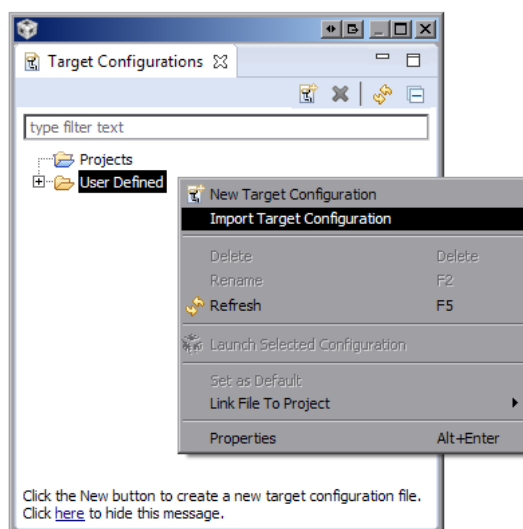 Target Configurations
type filter text
Projects
User Defined
New Target Configuration
Import Target Configuration
Delete Delete
Rename F2
Refresh F5
Launch Selected Configuration
Set as Default
Link File To Project
Properties Alt+Enter
Click the New button to create a new target configuration file.
Click here to hide this message.